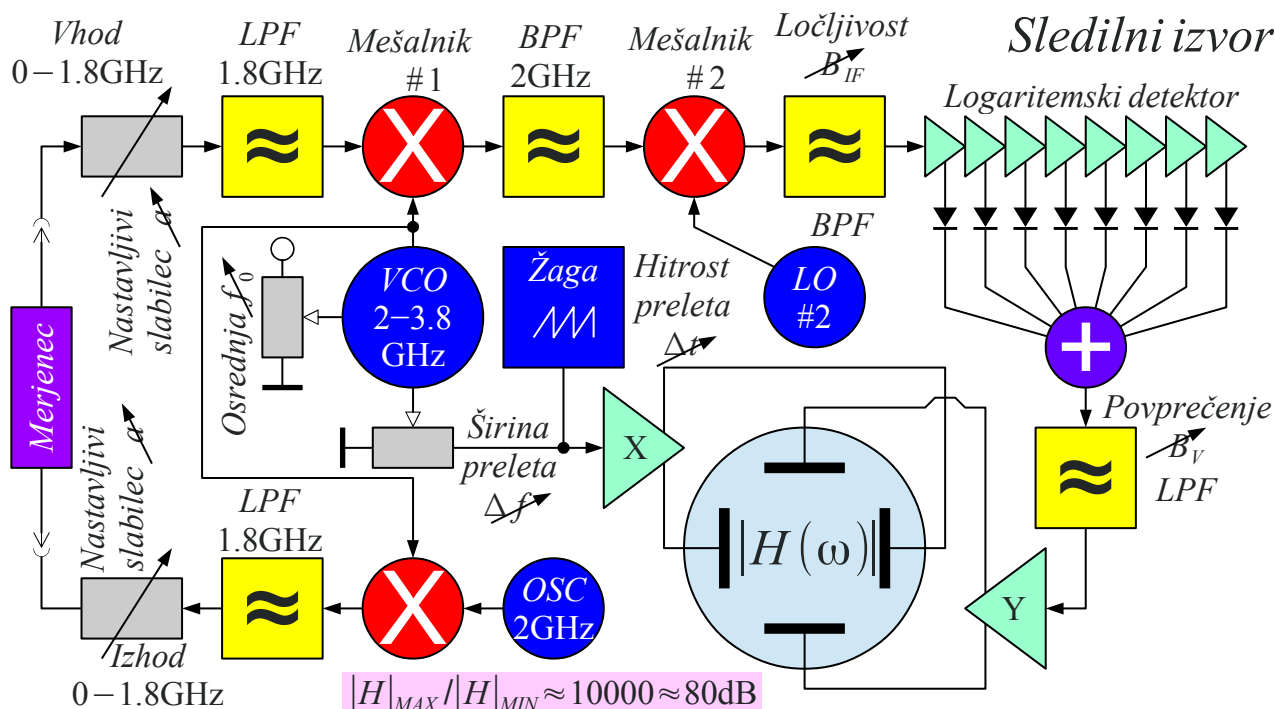 Sledilni izvor
Vhod
0−1.8GHz
LPF
1.8GHz
Mešalnik
#1
BPF
2GHz
Mešalnik
#2
Ločljivost
B_IF
BPF
Logaritemski detektor
Nastavljivi
slabilec a
Osrednja f_0
VCO
2−3.8
GHz
Žaga
Hitrost
preleta
Δt
LO
#2
Merjenec
Širina
preleta
Δf
X
Povprečenje
B_V
LPF
|H(ω)|
Y
Nastavljivi
slabilec a
Izhod
0−1.8GHz
LPF
1.8GHz
OSC
2GHz
|H|_MAX/|H|_MIN≈10000≈80dB